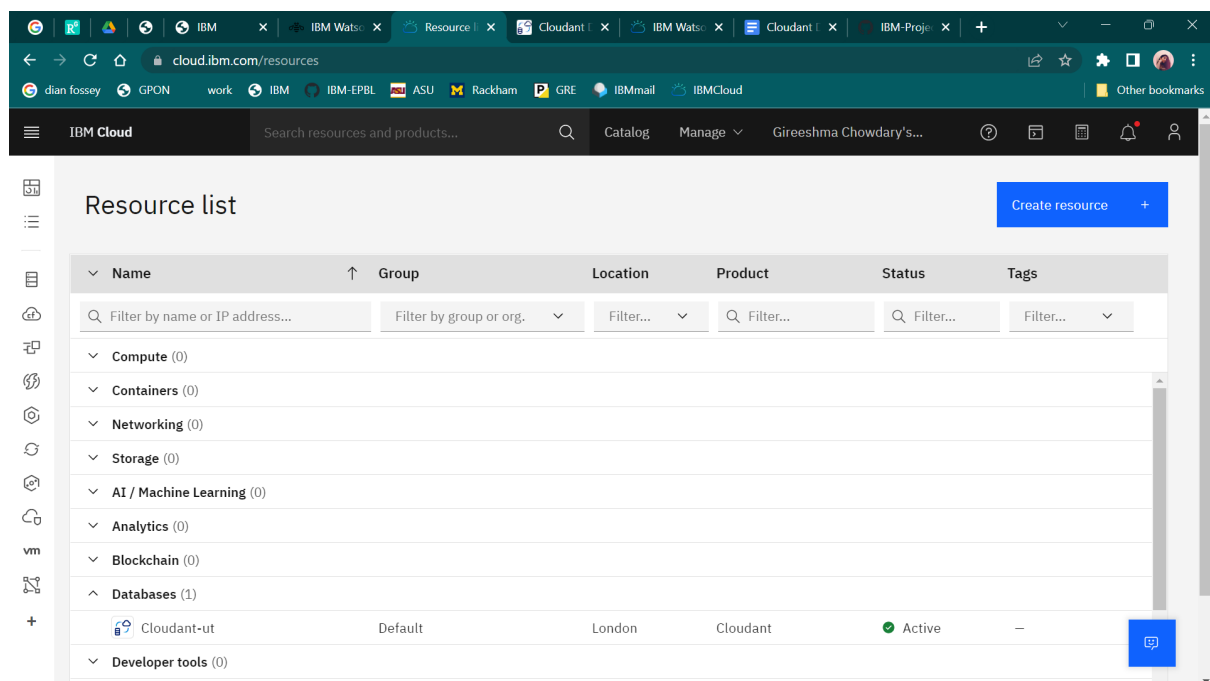 IBM IBM Watso Resource li Cloudant D IBM Watso Cloudant D IBM-Projec
cloud.ibm.com/resources
dian fossey GPON work IBM IBM-EPBL ASU Rackham GRE IBMmail IBMCloud Other bookmarks
IBM Cloud Search resources and products... Catalog Manage Gireeshma Chowdary's...
Resource list
Create resource +
Name Group Location Product Status Tags
Filter by name or IP address... Filter by group or org. Filter... Filter... Filter... Filter...
Compute (0)
Containers (0)
Networking (0)
Storage (0)
AI / Machine Learning (0)
Analytics (0)
Blockchain (0)
vm
Databases (1)
Cloudant-ut Default London Cloudant Active –
Developer tools (0)